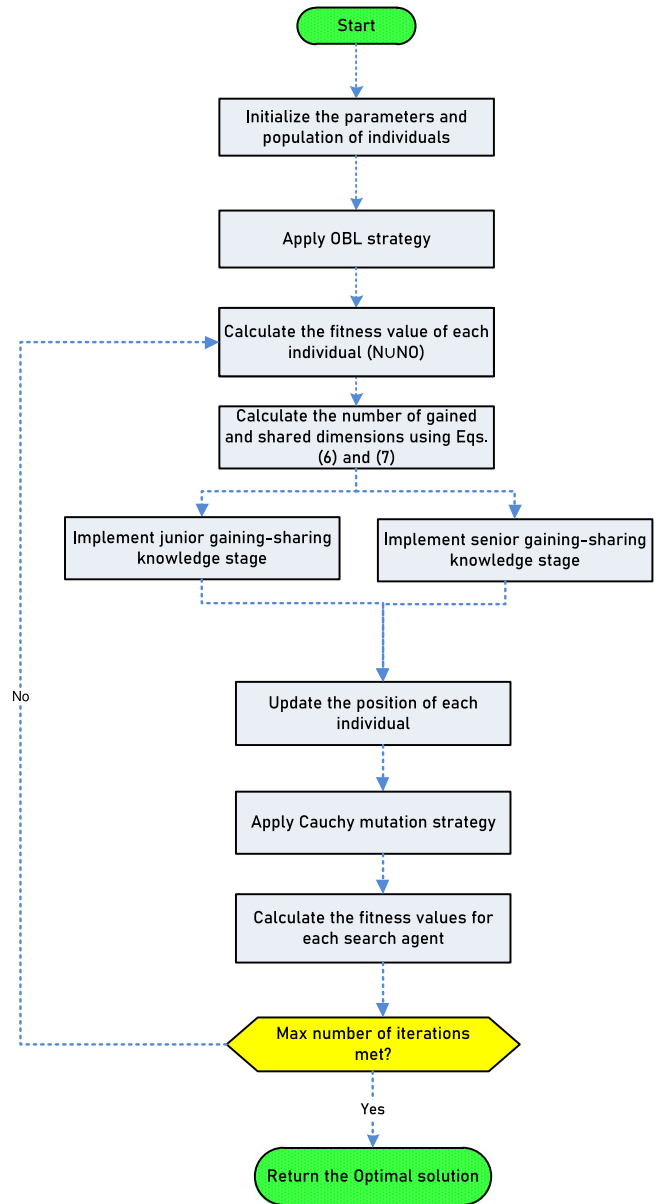 Start
Initialize the parameters and
population of individuals
Apply OBL strategy
Calculate the fitness value of each
individual (N∪NO)
Calculate the number of gained
and shared dimensions using Eqs.
(6) and (7)
Implement junior gaining-sharing
knowledge stage
Implement senior gaining-sharing
knowledge stage
No
Update the position of each
individual
Apply Cauchy mutation strategy
Calculate the fitness values for
each search agent
Max number of iterations
met?
Yes
Return the Optimal solution